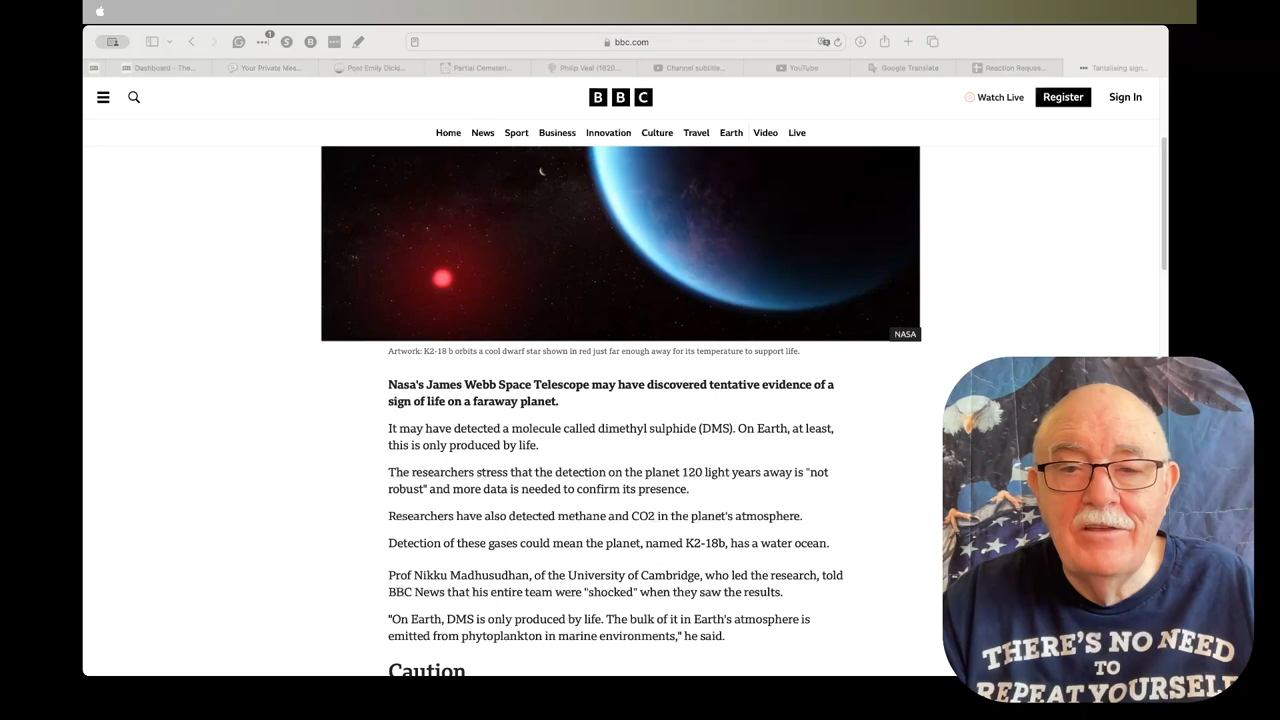 1
bbc.com
Dashboard - The...
Your Private Mes...
Post Emily Dicki...
Partial Cemeteri...
Philip Veal (1820...
Channel subtitle...
YouTube
Google Translate
Reaction Reques...
Tantalising sign...
BBC
Watch Live
Register
Sign In
Home News Sport Business Innovation Culture Travel Earth Video Live
NASA
Artwork: K2-18 b orbits a cool dwarf star shown in red just far enough away for its temperature to support life.
Nasa's James Webb Space Telescope may have discovered tentative evidence of a
sign of life on a faraway planet.
It may have detected a molecule called dimethyl sulphide (DMS). On Earth, at least,
this is only produced by life.
The researchers stress that the detection on the planet 120 light years away is "not
robust" and more data is needed to confirm its presence.
Researchers have also detected methane and CO2 in the planet's atmosphere.
Detection of these gases could mean the planet, named K2-18b, has a water ocean.
Prof Nikku Madhusudhan, of the University of Cambridge, who led the research, told
BBC News that his entire team were "shocked" when they saw the results.
"On Earth, DMS is only produced by life. The bulk of it in Earth's atmosphere is
emitted from phytoplankton in marine environments," he said.
Caution
THERE'S NO NEED
TO
REPEAT YOURSELF